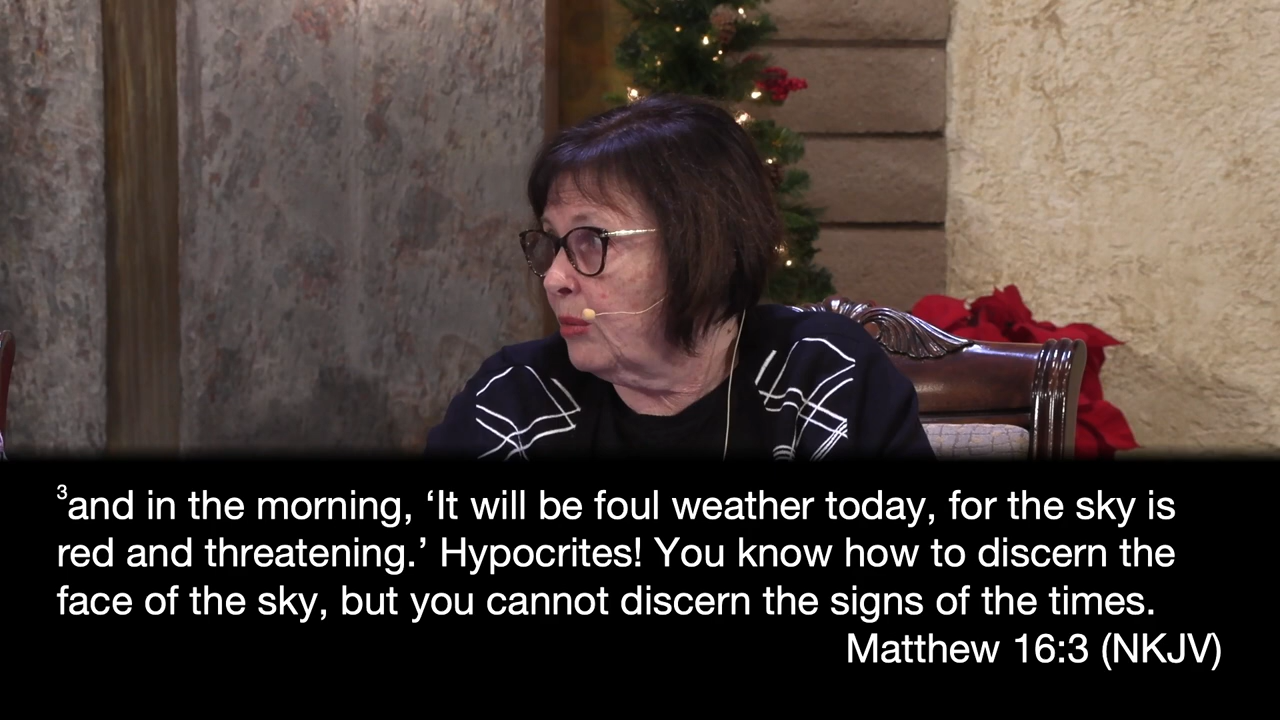 ³and in the morning, ‘It will be foul weather today, for the sky is
red and threatening.’ Hypocrites! You know how to discern the
face of the sky, but you cannot discern the signs of the times.
Matthew 16:3 (NKJV)